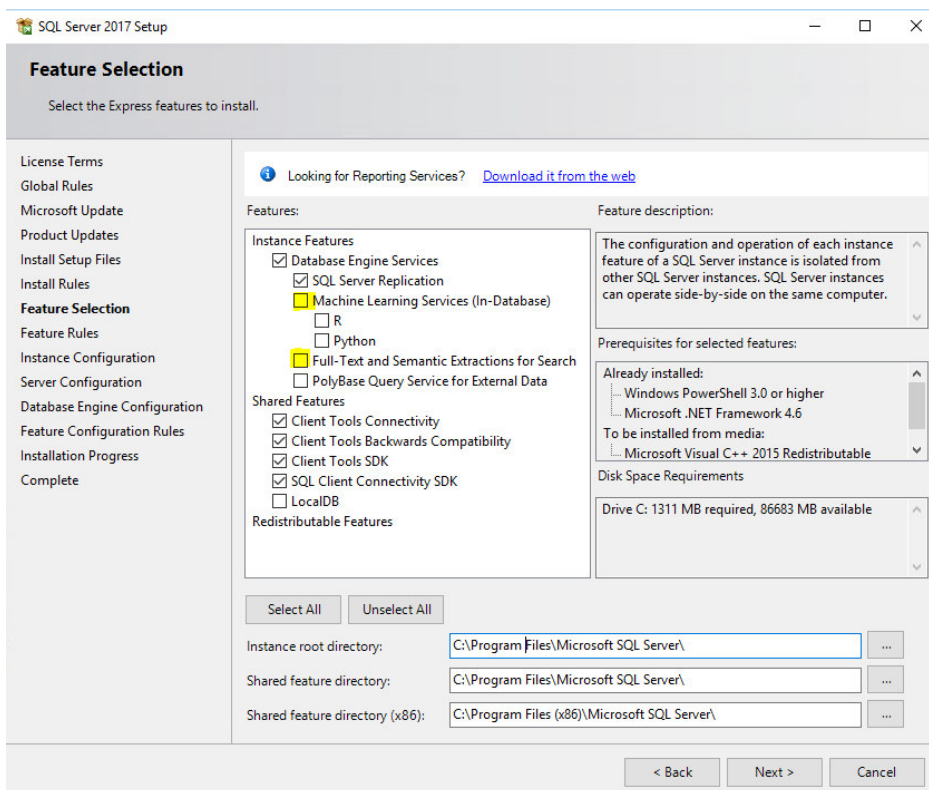 SQL Server 2017 Setup
Feature Selection
Select the Express features to install.
License Terms
Global Rules
Microsoft Update
Product Updates
Install Setup Files
Install Rules
Feature Selection
Feature Rules
Instance Configuration
Server Configuration
Database Engine Configuration
Feature Configuration Rules
Installation Progress
Complete
Looking for Reporting Services? Download it from the web
Features:
Instance Features
Database Engine Services
SQL Server Replication
Machine Learning Services (In-Database)
R
Python
Full-Text and Semantic Extractions for Search
PolyBase Query Service for External Data
Shared Features
Client Tools Connectivity
Client Tools Backwards Compatibility
Client Tools SDK
SQL Client Connectivity SDK
LocalDB
Redistributable Features
Feature description:
The configuration and operation of each instance
feature of a SQL Server instance is isolated from
other SQL Server instances. SQL Server instances
can operate side-by-side on the same computer.
Prerequisites for selected features:
Already installed:
Windows PowerShell 3.0 or higher
Microsoft .NET Framework 4.6
To be installed from media:
Microsoft Visual C++ 2015 Redistributable
Disk Space Requirements
Drive C: 1311 MB required, 86683 MB available
Select All
Unselect All
Instance root directory: C:\Program Files\Microsoft SQL Server\ ...
Shared feature directory: C:\Program Files\Microsoft SQL Server\ ...
Shared feature directory (x86): C:\Program Files (x86)\Microsoft SQL Server\ ...
< Back
Next >
Cancel